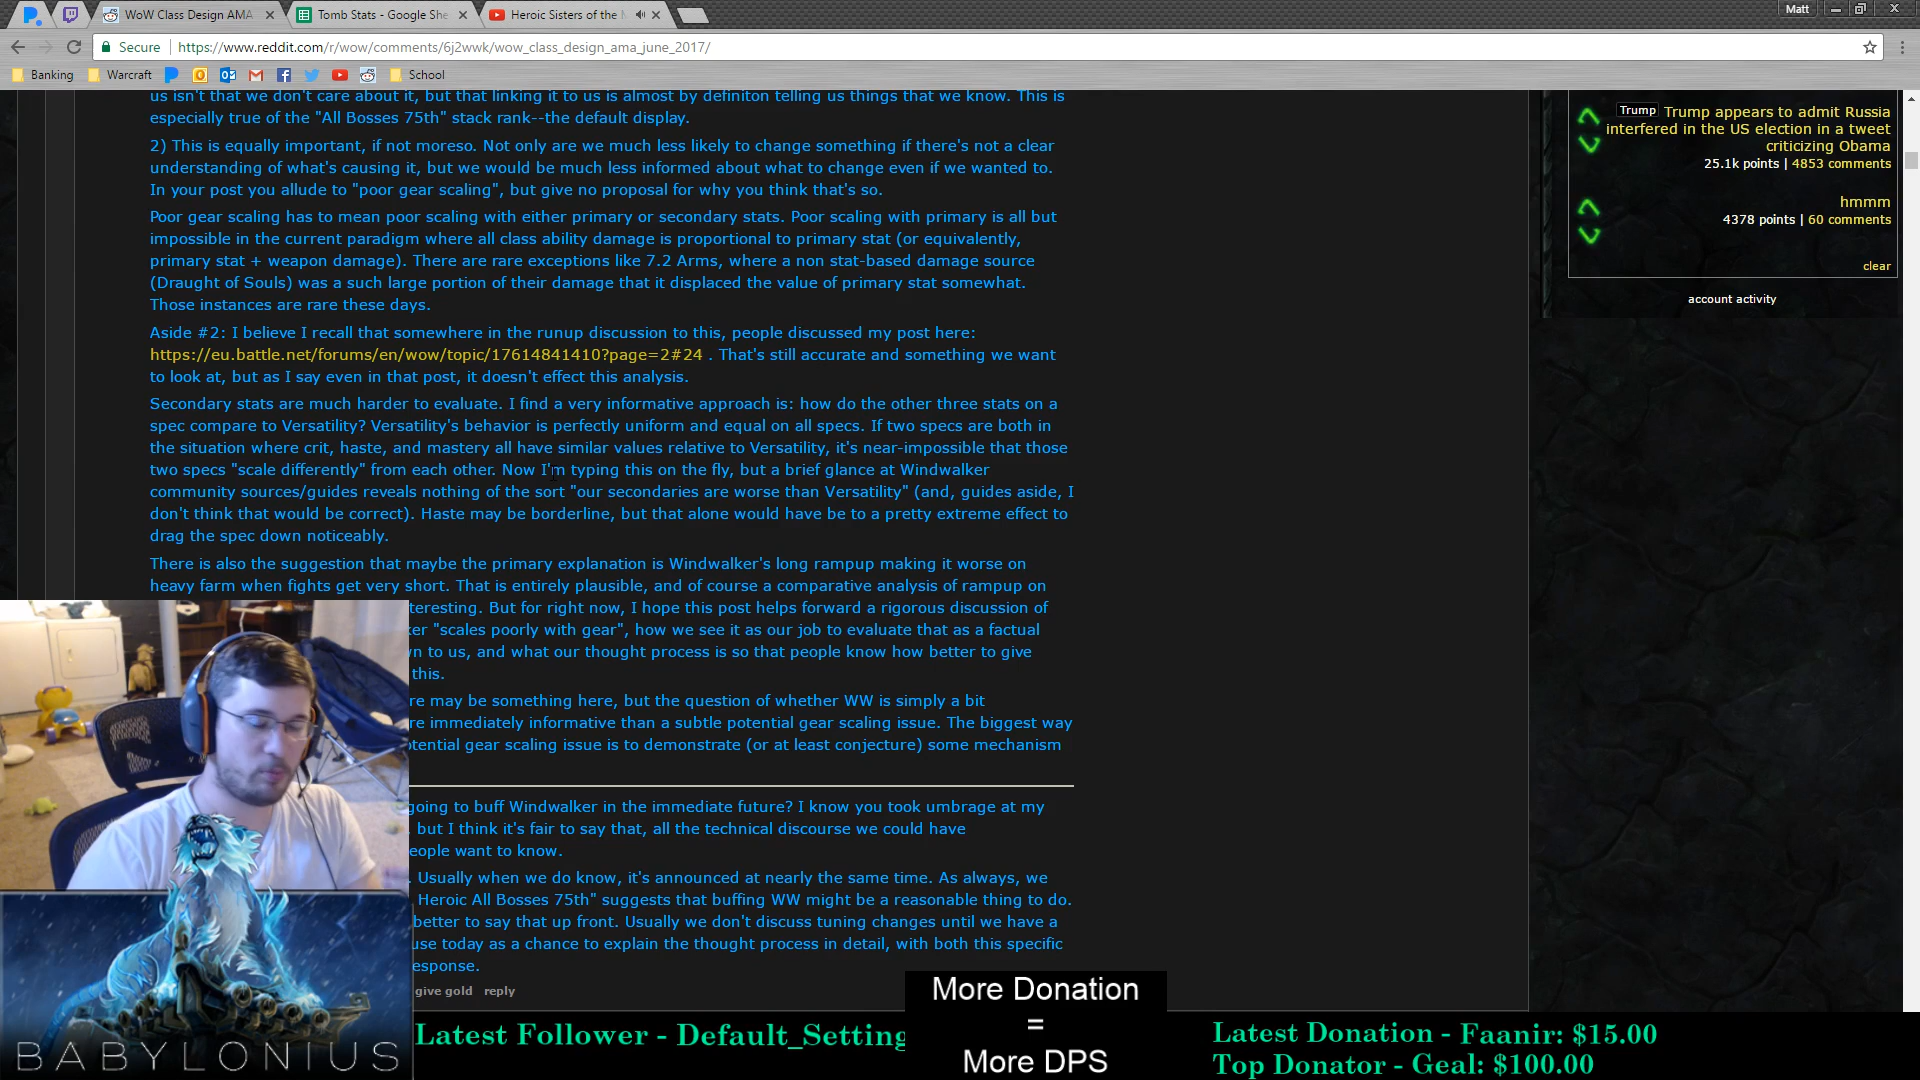 WoW Class Design AMA
Tomb Stats - Google She
Heroic Sisters of the
Matt
Secure
https://www.reddit.com/r/wow/comments/6j2wwk/wow_class_design_ama_june_2017/
Banking
Warcraft
School
us isn't that we don't care about it, but that linking it to us is almost by definiton telling us things that we know. This is
especially true of the "All Bosses 75th" stack rank--the default display.
2) This is equally important, if not moreso. Not only are we much less likely to change something if there's not a clear
understanding of what's causing it, but we would be much less informed about what to change even if we wanted to.
In your post you allude to "poor gear scaling", but give no proposal for why you think that's so.
Poor gear scaling has to mean poor scaling with either primary or secondary stats. Poor scaling with primary is all but
impossible in the current paradigm where all class ability damage is proportional to primary stat (or equivalently,
primary stat + weapon damage). There are rare exceptions like 7.2 Arms, where a non stat-based damage source
(Draught of Souls) was a such large portion of their damage that it displaced the value of primary stat somewhat.
Those instances are rare these days.
Aside #2: I believe I recall that somewhere in the runup discussion to this, people discussed my post here:
https://eu.battle.net/forums/en/wow/topic/17614841410?page=2#24 . That's still accurate and something we want
to look at, but as I say even in that post, it doesn't effect this analysis.
Secondary stats are much harder to evaluate. I find a very informative approach is: how do the other three stats on a
spec compare to Versatility? Versatility's behavior is perfectly uniform and equal on all specs. If two specs are both in
the situation where crit, haste, and mastery all have similar values relative to Versatility, it's near-impossible that those
two specs "scale differently" from each other. Now I'm typing this on the fly, but a brief glance at Windwalker
community sources/guides reveals nothing of the sort "our secondaries are worse than Versatility" (and, guides aside, I
don't think that would be correct). Haste may be borderline, but that alone would have be to a pretty extreme effect to
drag the spec down noticeably.
There is also the suggestion that maybe the primary explanation is Windwalker's long rampup making it worse on
heavy farm when fights get very short. That is entirely plausible, and of course a comparative analysis of rampup on
teresting. But for right now, I hope this post helps forward a rigorous discussion of
er "scales poorly with gear", how we see it as our job to evaluate that as a factual
n to us, and what our thought process is so that people know how better to give
this.
re may be something here, but the question of whether WW is simply a bit
re immediately informative than a subtle potential gear scaling issue. The biggest way
tential gear scaling issue is to demonstrate (or at least conjecture) some mechanism
going to buff Windwalker in the immediate future? I know you took umbrage at my
, but I think it's fair to say that, all the technical discourse we could have
eople want to know.
. Usually when we do know, it's announced at nearly the same time. As always, we
Heroic All Bosses 75th" suggests that buffing WW might be a reasonable thing to do.
better to say that up front. Usually we don't discuss tuning changes until we have a
use today as a chance to explain the thought process in detail, with both this specific
esponse.
give gold reply
Trump Trump appears to admit Russia
interfered in the US election in a tweet
criticizing Obama
25.1k points | 4853 comments
hmmm
4378 points | 60 comments
clear
account activity
BABYLONIUS
Latest Follower - Default_Setting
More Donation
=
More DPS
Latest Donation - Faanir: $15.00
Top Donator - Geal: $100.00